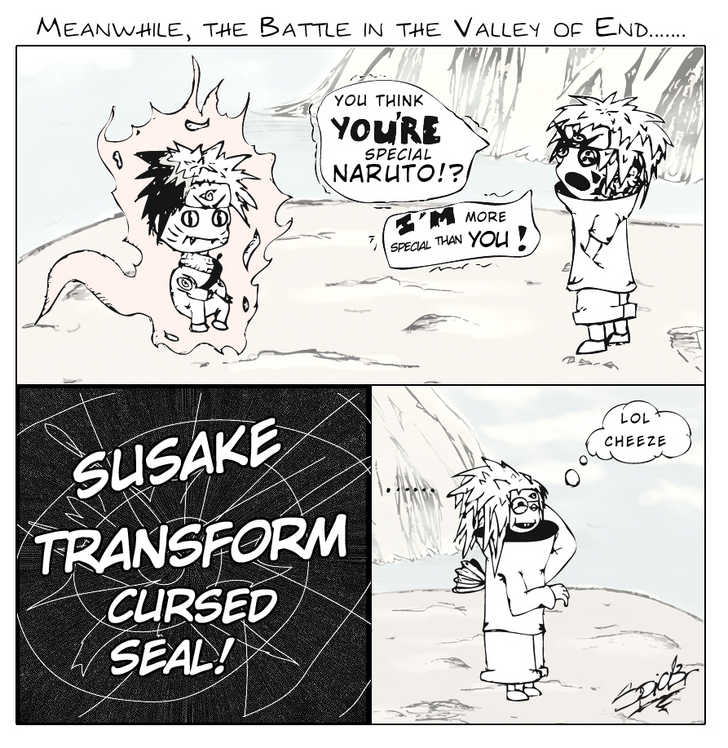 MEANWHILE, THE BATTLE IN THE VALLEY OF END.......
YOU THINK
YOU'RE
SPECIAL
NARUTO!?
I'M MORE
SPECIAL THAN YOU!
SUSAKE
TRANSFORM
CURSED
SEAL!
......
LOL
CHEEZE